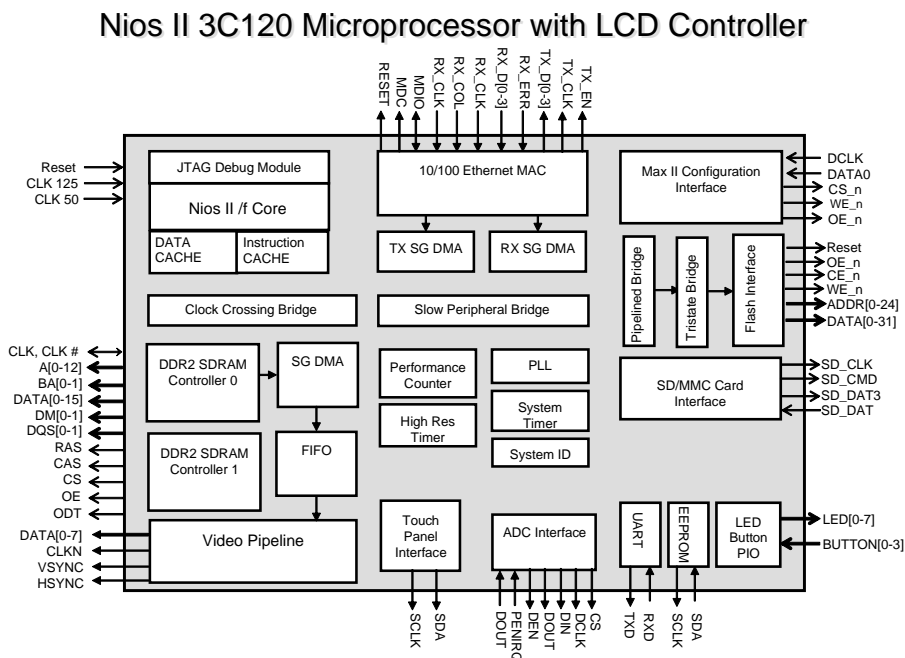 Nios II 3C120 Microprocessor with LCD Controller
RESET
MDC
MDIO
RX_CLK
RX_COL
RX_CLK
RX_D[0-3]
RX_ERR
TX_D[0-3]
TX_CLK
TX_EN
Reset
CLK 125
CLK 50
JTAG Debug Module
Nios II /f Core
DATA
CACHE
Instruction
CACHE
10/100 Ethernet MAC
TX SG DMA
RX SG DMA
Max II Configuration
Interface
DCLK
DATA0
CS_n
WE_n
OE_n
Pipelined Bridge
Tristate Bridge
Flash Interface
Reset
OE_n
CE_n
WE_n
ADDR[0-24]
DATA[0-31]
Clock Crossing Bridge
Slow Peripheral Bridge
CLK, CLK #
A[0-12]
BA[0-1]
DATA[0-15]
DM[0-1]
DQS[0-1]
RAS
CAS
CS
OE
ODT
DDR2 SDRAM
Controller 0
SG DMA
DDR2 SDRAM
Controller 1
FIFO
Performance
Counter
PLL
High Res
Timer
System
Timer
System ID
SD/MMC Card
Interface
SD_CLK
SD_CMD
SD_DAT3
SD_DAT
DATA[0-7]
CLKN
VSYNC
HSYNC
Video Pipeline
Touch
Panel
Interface
ADC Interface
UART
EEPROM
LED
Button
PIO
LED[0-7]
BUTTON[0-3]
SCLK
SDA
DOUT
PENIRQ
DEN
DOUT
DIN
DCLK
CS
TXD
RXD
SCLK
SDA